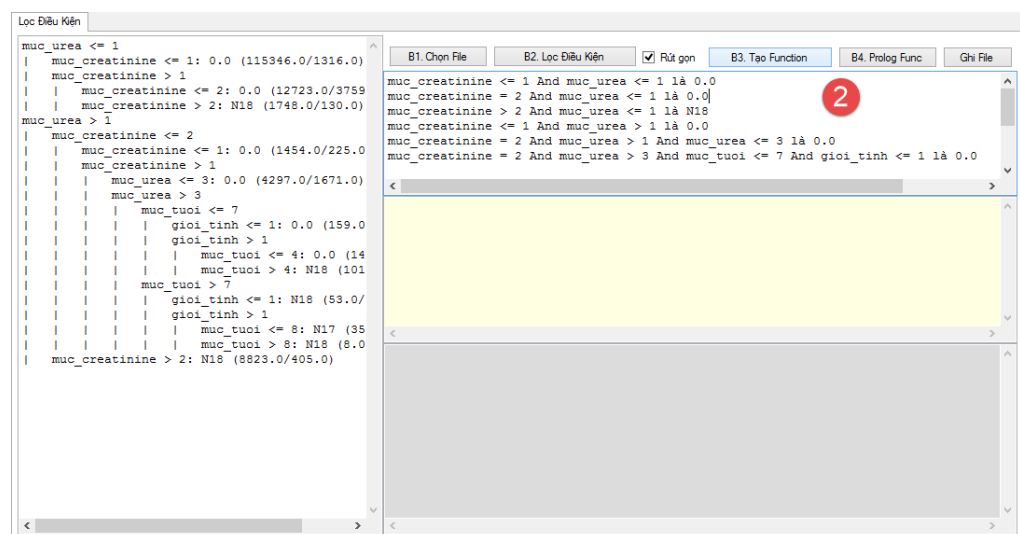 Lọc Điều Kiện
muc_urea <= 1
|   muc_creatinine <= 1: 0.0 (115346.0/1316.0)
|   muc_creatinine > 1
|   |   muc_creatinine <= 2: 0.0 (12723.0/3759
|   |   muc_creatinine > 2: N18 (1748.0/130.0)
muc_urea > 1
|   muc_creatinine <= 2
|   |   muc_creatinine <= 1: 0.0 (1454.0/225.0
|   |   muc_creatinine > 1
|   |   |   muc_urea <= 3: 0.0 (4297.0/1671.0)
|   |   |   muc_urea > 3
|   |   |   |   muc_tuoi <= 7
|   |   |   |   |   gioi_tinh <= 1: 0.0 (159.0
|   |   |   |   |   gioi_tinh > 1
|   |   |   |   |   |   muc_tuoi <= 4: 0.0 (14
|   |   |   |   |   |   muc_tuoi > 4: N18 (101
|   |   |   |   muc_tuoi > 7
|   |   |   |   |   gioi_tinh <= 1: N18 (53.0/
|   |   |   |   |   gioi_tinh > 1
|   |   |   |   |   |   muc_tuoi <= 8: N17 (35
|   |   |   |   |   |   muc_tuoi > 8: N18 (8.0
|   muc_creatinine > 2: N18 (8823.0/405.0)
B1. Chọn File B2. Lọc Điều Kiện Rút gọn B3. Tạo Function B4. Prolog Func Ghi File
muc_creatinine <= 1 And muc_urea <= 1 là 0.0
muc_creatinine = 2 And muc_urea <= 1 là 0.0
muc_creatinine > 2 And muc_urea <= 1 là N18
muc_creatinine <= 1 And muc_urea > 1 là 0.0
muc_creatinine = 2 And muc_urea > 1 And muc_urea <= 3 là 0.0
muc_creatinine = 2 And muc_urea > 3 And muc_tuoi <= 7 And gioi_tinh <= 1 là 0.0
2